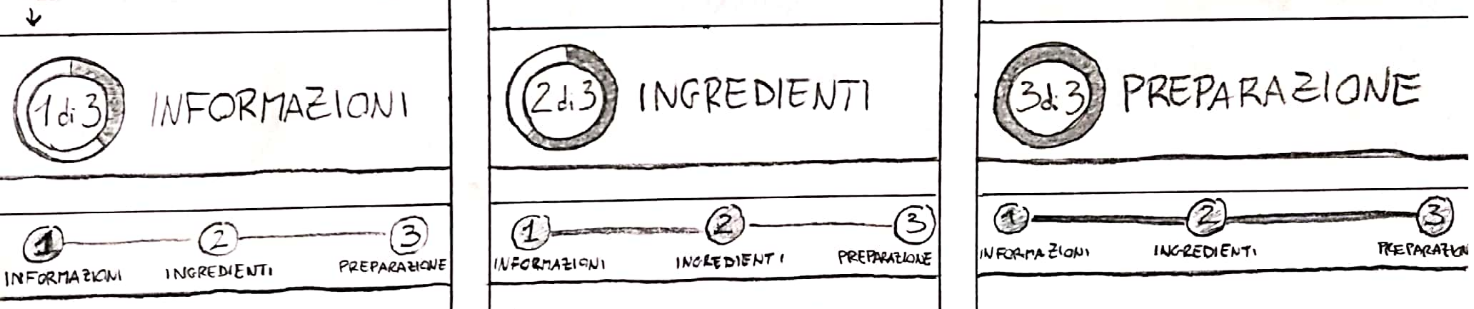 1 di 3 INFORMAZIONI
1 2 3
INFORMAZIONI INGREDIENTI PREPARAZIONE
2 di 3 INGREDIENTI
1 2 3
INFORMAZIONI INGREDIENTI PREPARAZIONE
3 di 3 PREPARAZIONE
1 2 3
INFORMAZIONI INGREDIENTI PREPARAZION